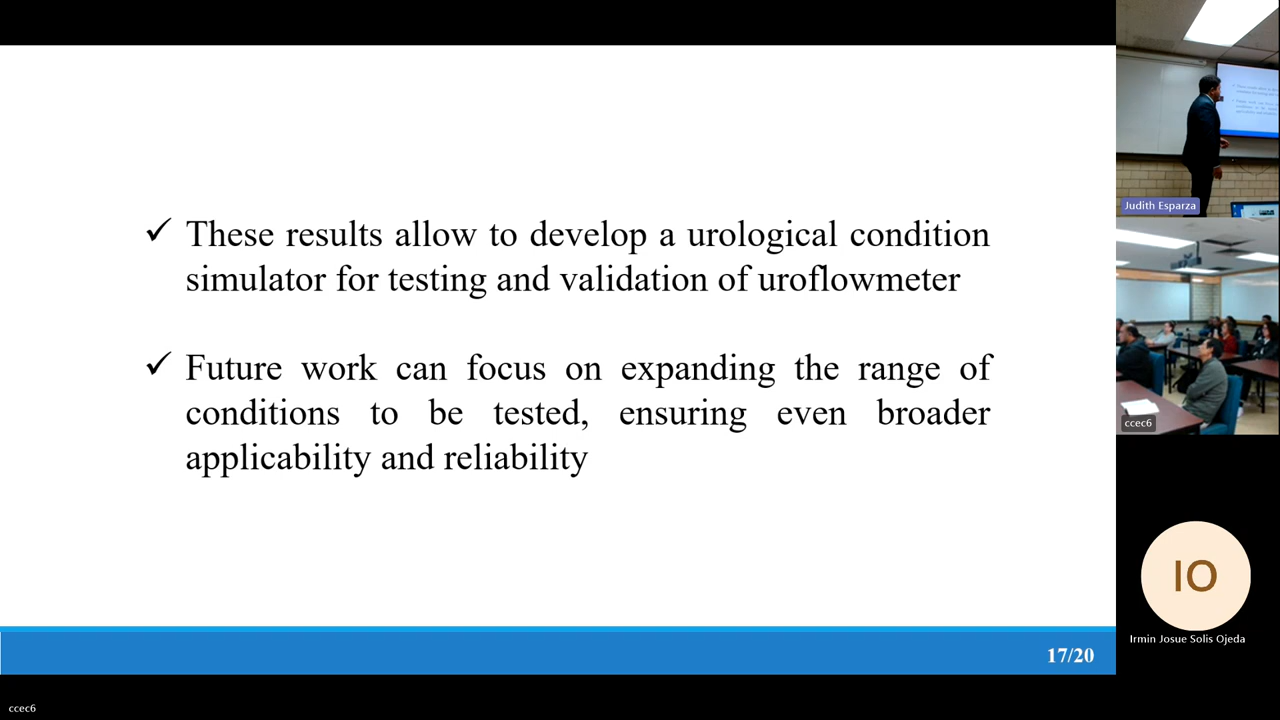 ✓ These results allow to develop a urological condition
simulator for testing and validation of uroflowmeter
✓ Future work can focus on expanding the range of
conditions to be tested, ensuring even broader
applicability and reliability
17/20
ccec6
Judith Esparza
ccec6
IO
Irmin Josue Solis Ojeda